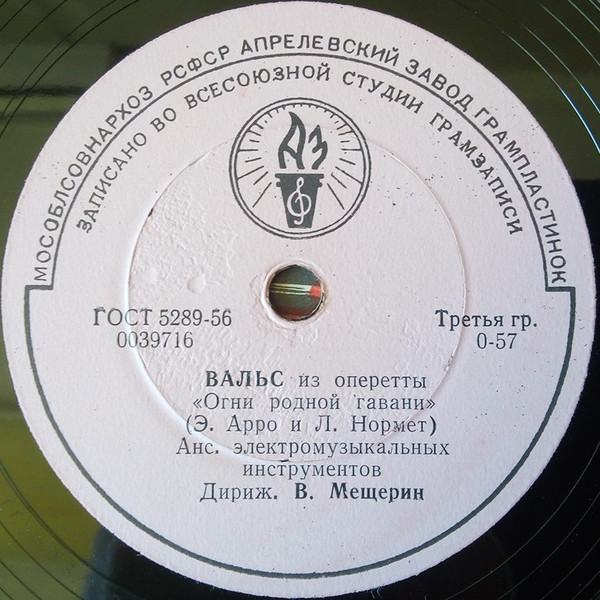 МОСОБЛСОВНАРХОЗ РСФСР АПРЕЛЕВСКИЙ ЗАВОД ГРАМПЛАСТИНОК
ЗАПИСАНО ВО ВСЕСОЮЗНОЙ СТУДИИ ГРАМЗАПИСИ
АЗ
ГОСТ 5289-56
0039716
Третья гр.
0-57
ВАЛЬС из оперетты
«Огни родной гавани»
(Э. Арро и Л. Нормет)
Анс. электромузыкальных
инструментов
Дириж. В. Мещерин